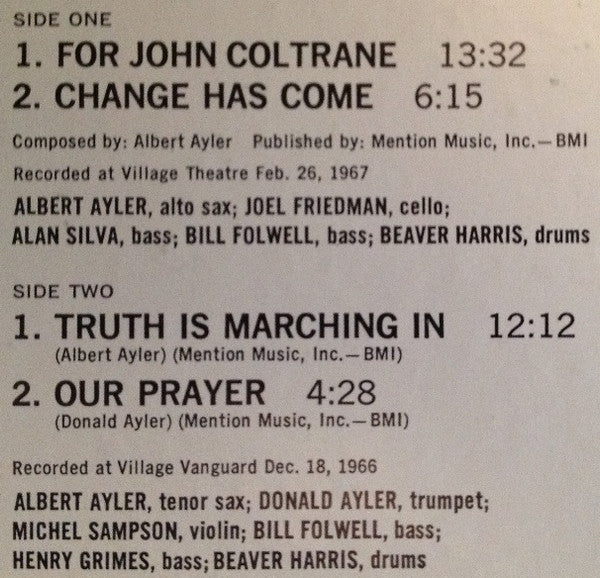 SIDE ONE
1. FOR JOHN COLTRANE 13:32
2. CHANGE HAS COME 6:15
Composed by: Albert Ayler Published by: Mention Music, Inc.—BMI
Recorded at Village Theatre Feb. 26, 1967
ALBERT AYLER, alto sax; JOEL FRIEDMAN, cello;
ALAN SILVA, bass; BILL FOLWELL, bass; BEAVER HARRIS, drums
SIDE TWO
1. TRUTH IS MARCHING IN 12:12
(Albert Ayler) (Mention Music, Inc.—BMI)
2. OUR PRAYER 4:28
(Donald Ayler) (Mention Music, Inc.—BMI)
Recorded at Village Vanguard Dec. 18, 1966
ALBERT AYLER, tenor sax; DONALD AYLER, trumpet;
MICHEL SAMPSON, violin; BILL FOLWELL, bass;
HENRY GRIMES, bass; BEAVER HARRIS, drums